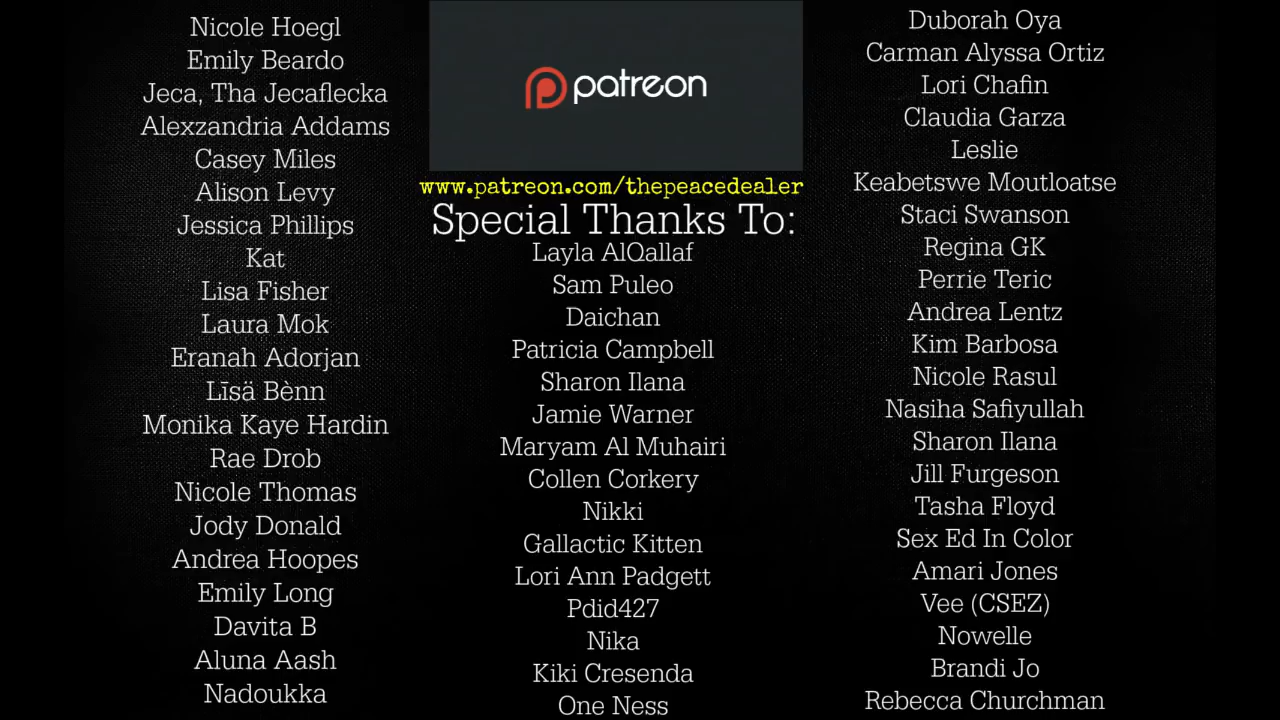 Nicole Hoegl
Emily Beardo
Jeca, Tha Jecaflecka
Alexzandria Addams
Casey Miles
Alison Levy
Jessica Phillips
Kat
Lisa Fisher
Laura Mok
Eranah Adorjan
Līsä Bènn
Monika Kaye Hardin
Rae Drob
Nicole Thomas
Jody Donald
Andrea Hoopes
Emily Long
Davita B
Aluna Aash
Nadoukka
patreon
www.patreon.com/thepeacedealer
Special Thanks To:
Layla AlQallaf
Sam Puleo
Daichan
Patricia Campbell
Sharon Ilana
Jamie Warner
Maryam Al Muhairi
Collen Corkery
Nikki
Gallactic Kitten
Lori Ann Padgett
Pdid427
Nika
Kiki Cresenda
One Ness
Duborah Oya
Carman Alyssa Ortiz
Lori Chafin
Claudia Garza
Leslie
Keabetswe Moutloatse
Staci Swanson
Regina GK
Perrie Teric
Andrea Lentz
Kim Barbosa
Nicole Rasul
Nasiha Safiyullah
Sharon Ilana
Jill Furgeson
Tasha Floyd
Sex Ed In Color
Amari Jones
Vee (CSEZ)
Nowelle
Brandi Jo
Rebecca Churchman